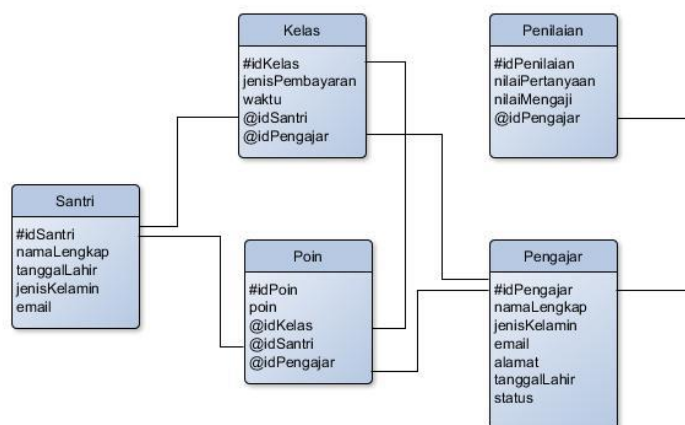 Kelas
#idKelas
jenisPembayaran
waktu
@idSantri
@idPengajar
Penilaian
#idPenilaian
nilaiPertanyaan
nilaiMengaji
@idPengajar
Santri
#idSantri
namaLengkap
tanggalLahir
jenisKelamin
email
Poin
#idPoin
poin
@idKelas
@idSantri
@idPengajar
Pengajar
#idPengajar
namaLengkap
jenisKelamin
email
alamat
tanggalLahir
status